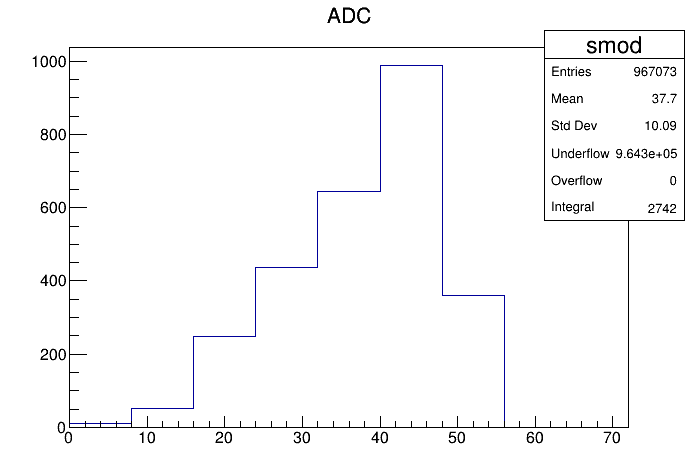 ADC
smod
Entries 967073
Mean 37.7
Std Dev 10.09
Underflow 9.643e+05
Overflow 0
Integral 2742
1000
800
600
400
200
0
0 10 20 30 40 50 60 70